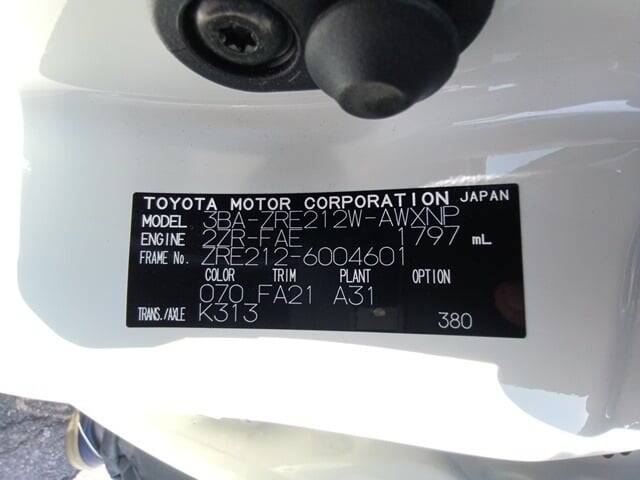 TOYOTA MOTOR CORPORATION JAPAN
MODEL 3BA-ZRE212W-AWXNP
ENGINE 2ZR-FAE 1797 mL
FRAME No. ZRE212-6004601
COLOR TRIM PLANT OPTION
070 FA21 A31
TRANS./AXLE K313 380